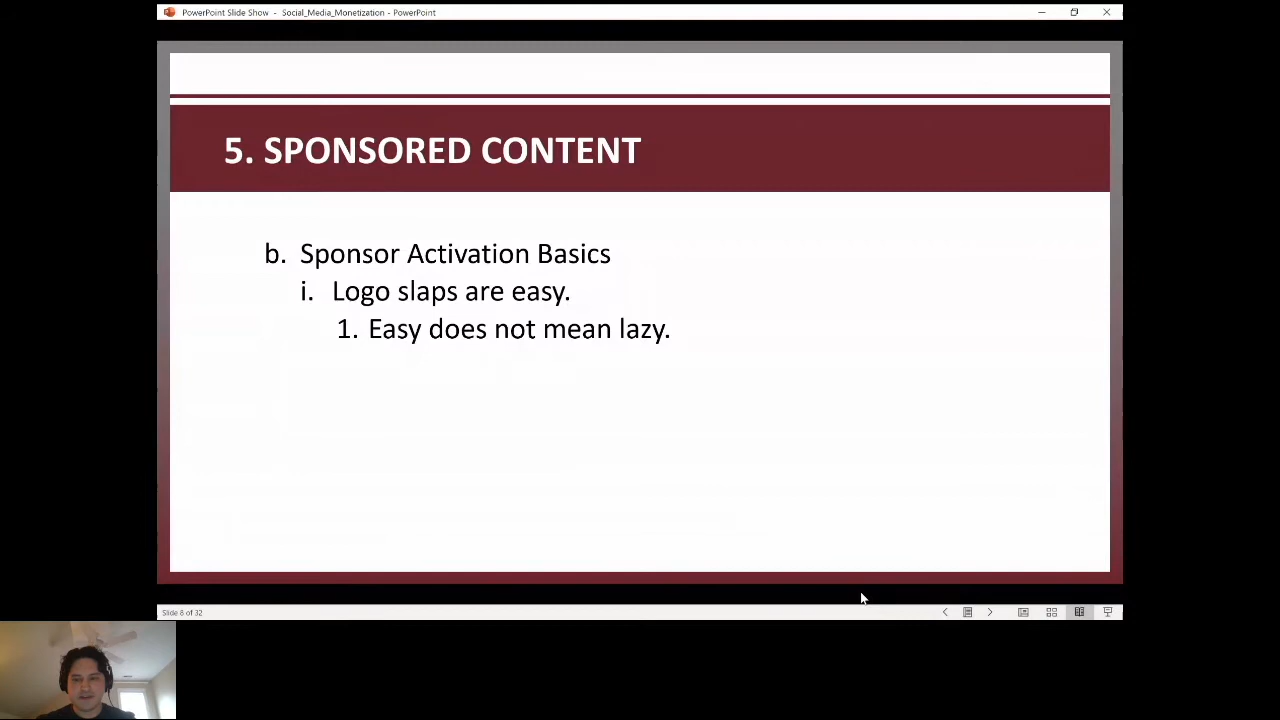 PowerPoint Slide Show - Social_Media_Monetization - PowerPoint
5. SPONSORED CONTENT
b. Sponsor Activation Basics
i. Logo slaps are easy.
1. Easy does not mean lazy.
Slide 8 of 32